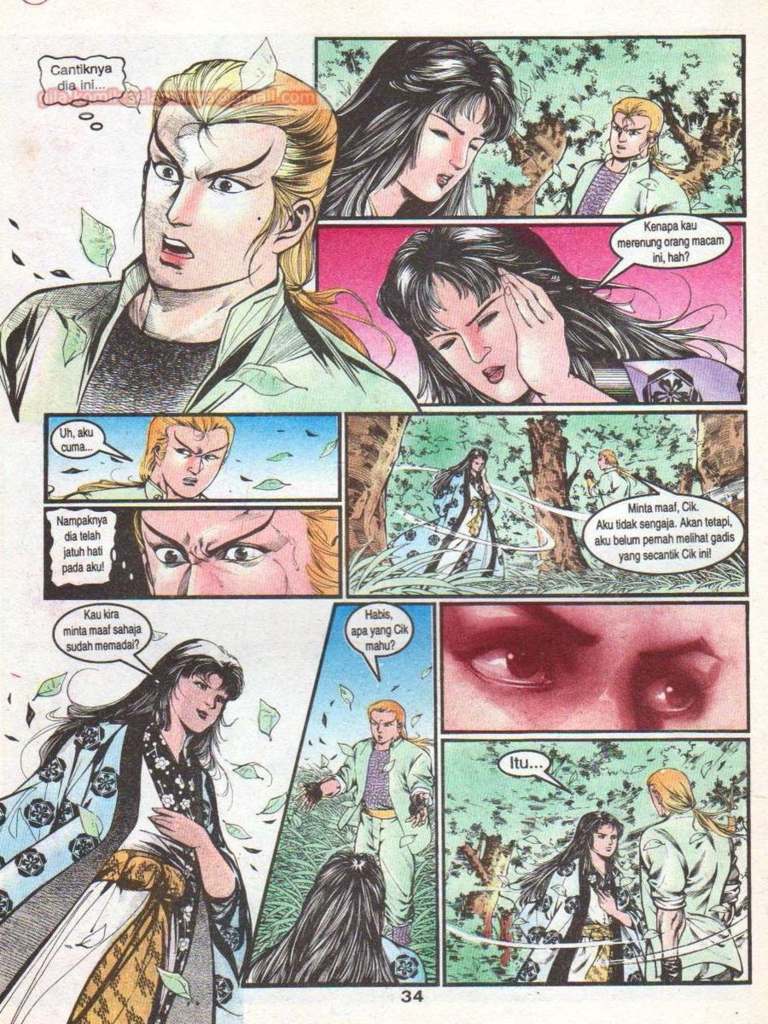 Cantiknya
dia ini...
Kenapa kau
merenung orang macam
ini, hah?
Uh, aku
cuma...
Nampaknya
dia telah
jatuh hati
pada aku!
Minta maaf, Cik.
Aku tidak sengaja. Akan tetapi,
aku belum pernah melihat gadis
yang secantik Cik ini!
Kau kira
minta maaf sahaja
sudah memadai?
Habis,
apa yang Cik
mahu?
Itu...
34